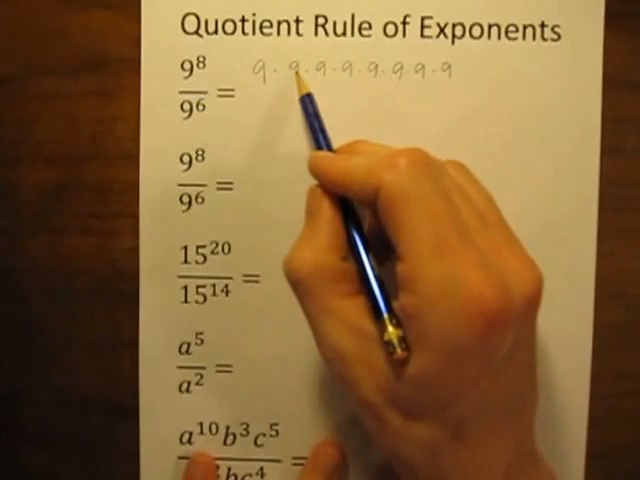 Quotient Rule of Exponents
9⁸/9⁶ = 9 · 9 · 9 · 9 · 9 · 9 · 9 · 9
9⁸/9⁶ =
15²⁰/15¹⁴ =
a⁵/a² =
a¹⁰b³c⁵
bc⁴ =